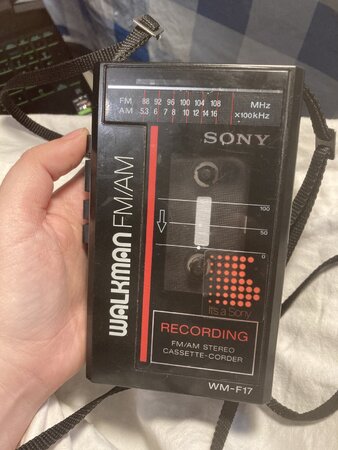 FM 88 92 96 100 104 108 MHz
AM 5.3 6 7 8 10 12 14 16 x100kHz
SONY
WALKMAN FM/AM
100
50
0
It's a Sony
RECORDING
FM/AM STEREO
CASSETTE-CORDER
WM-F17